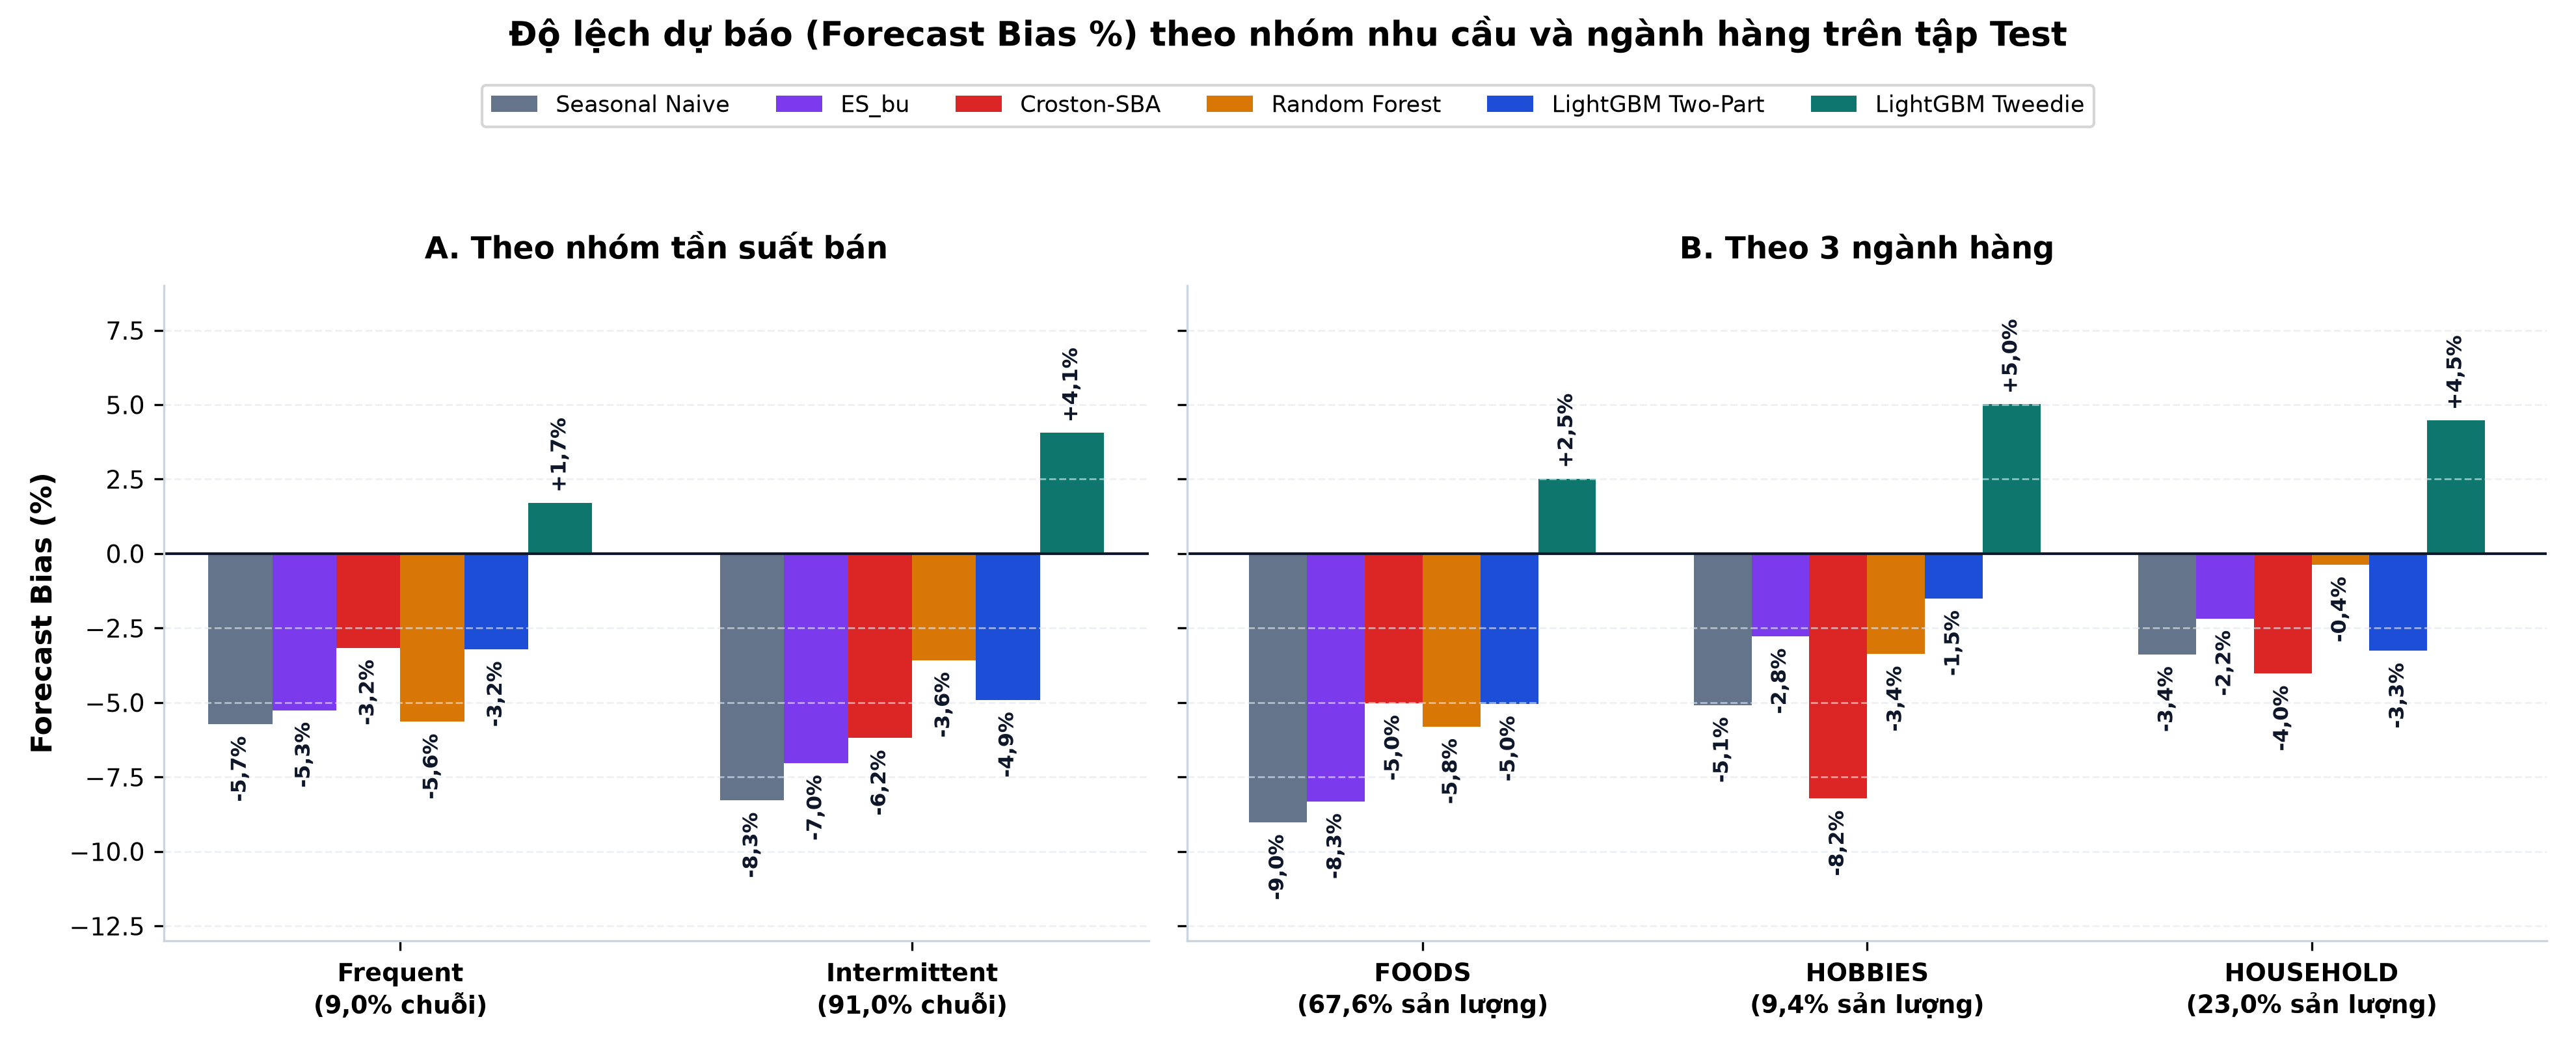 Độ lệch dự báo (Forecast Bias %) theo nhóm nhu cầu và ngành hàng trên tập Test
Seasonal Naive ES_bu Croston-SBA Random Forest LightGBM Two-Part LightGBM Tweedie
A. Theo nhóm tần suất bán
Forecast Bias (%)
7.5
5.0
2.5
0.0
−2.5
−5.0
−7.5
−10.0
−12.5
-5,7%
-5,3%
-3,2%
-5,6%
-3,2%
+1,7%
-8,3%
-7,0%
-6,2%
-3,6%
-4,9%
+4,1%
Frequent
(9,0% chuỗi)
Intermittent
(91,0% chuỗi)
B. Theo 3 ngành hàng
-9,0%
-8,3%
-5,0%
-5,8%
-5,0%
+2,5%
-5,1%
-2,8%
-8,2%
-3,4%
-1,5%
+5,0%
-3,4%
-2,2%
-4,0%
-0,4%
-3,3%
+4,5%
FOODS
(67,6% sản lượng)
HOBBIES
(9,4% sản lượng)
HOUSEHOLD
(23,0% sản lượng)